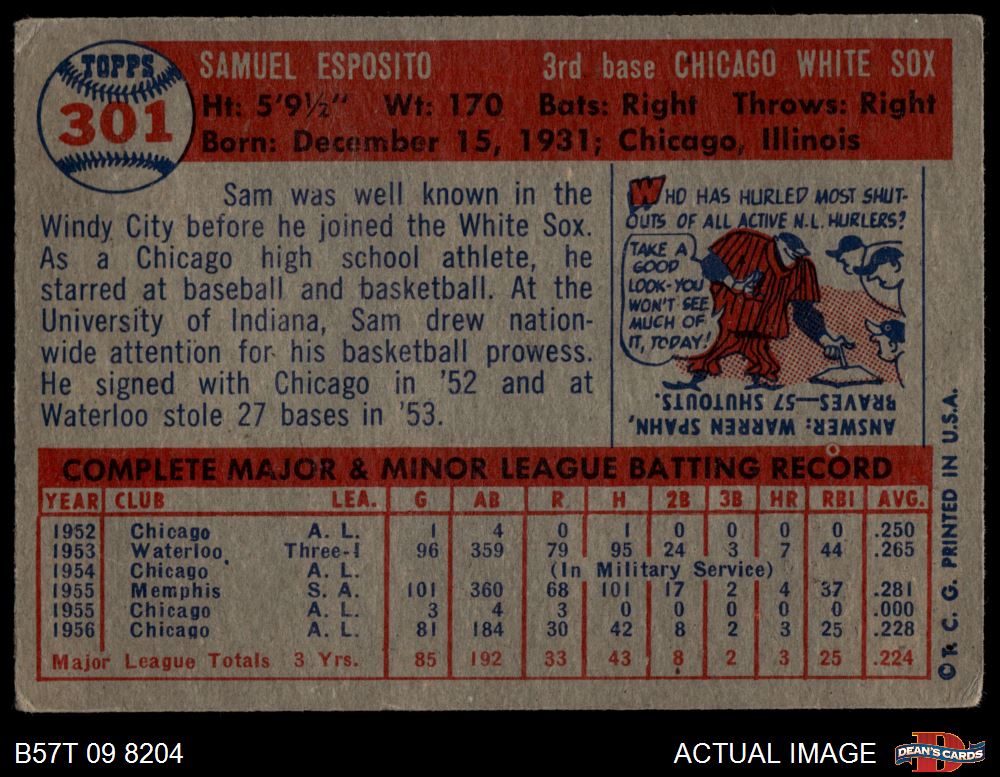 TOPPS
301
SAMUEL ESPOSITO 3rd base CHICAGO WHITE SOX
Ht: 5'9½" Wt: 170 Bats: Right Throws: Right
Born: December 15, 1931; Chicago, Illinois
Sam was well known in the
Windy City before he joined the White Sox.
As a Chicago high school athlete, he
starred at baseball and basketball. At the
University of Indiana, Sam drew nation-
wide attention for his basketball prowess.
He signed with Chicago in '52 and at
Waterloo stole 27 bases in '53.
WHO HAS HURLED MOST SHUT-
OUTS OF ALL ACTIVE N.L. HURLERS?
TAKE A
GOOD
LOOK-YOU
WON'T SEE
MUCH OF
IT, TODAY!
ANSWER: WARREN SPAHN,
BRAVES—57 SHUTOUTS.
COMPLETE MAJOR & MINOR LEAGUE BATTING RECORD
YEAR CLUB LEA. G AB R H 2B 3B HR RBI AVG.
1952 Chicago A. L. 1 4 0 1 0 0 0 0 .250
1953 Waterloo Three-I 96 359 79 95 24 3 7 44 .265
1954 Chicago A. L. (In Military Service)
1955 Memphis S. A. 101 360 68 101 17 2 4 37 .281
1955 Chicago A. L. 3 4 3 0 0 0 0 0 .000
1956 Chicago A. L. 81 184 30 42 8 2 3 25 .228
Major League Totals 3 Yrs. 85 192 33 43 8 2 3 25 .224
© T. C. G. PRINTED IN U.S.A.
B57T 09 8204
ACTUAL IMAGE
D
DEAN'S CARDS